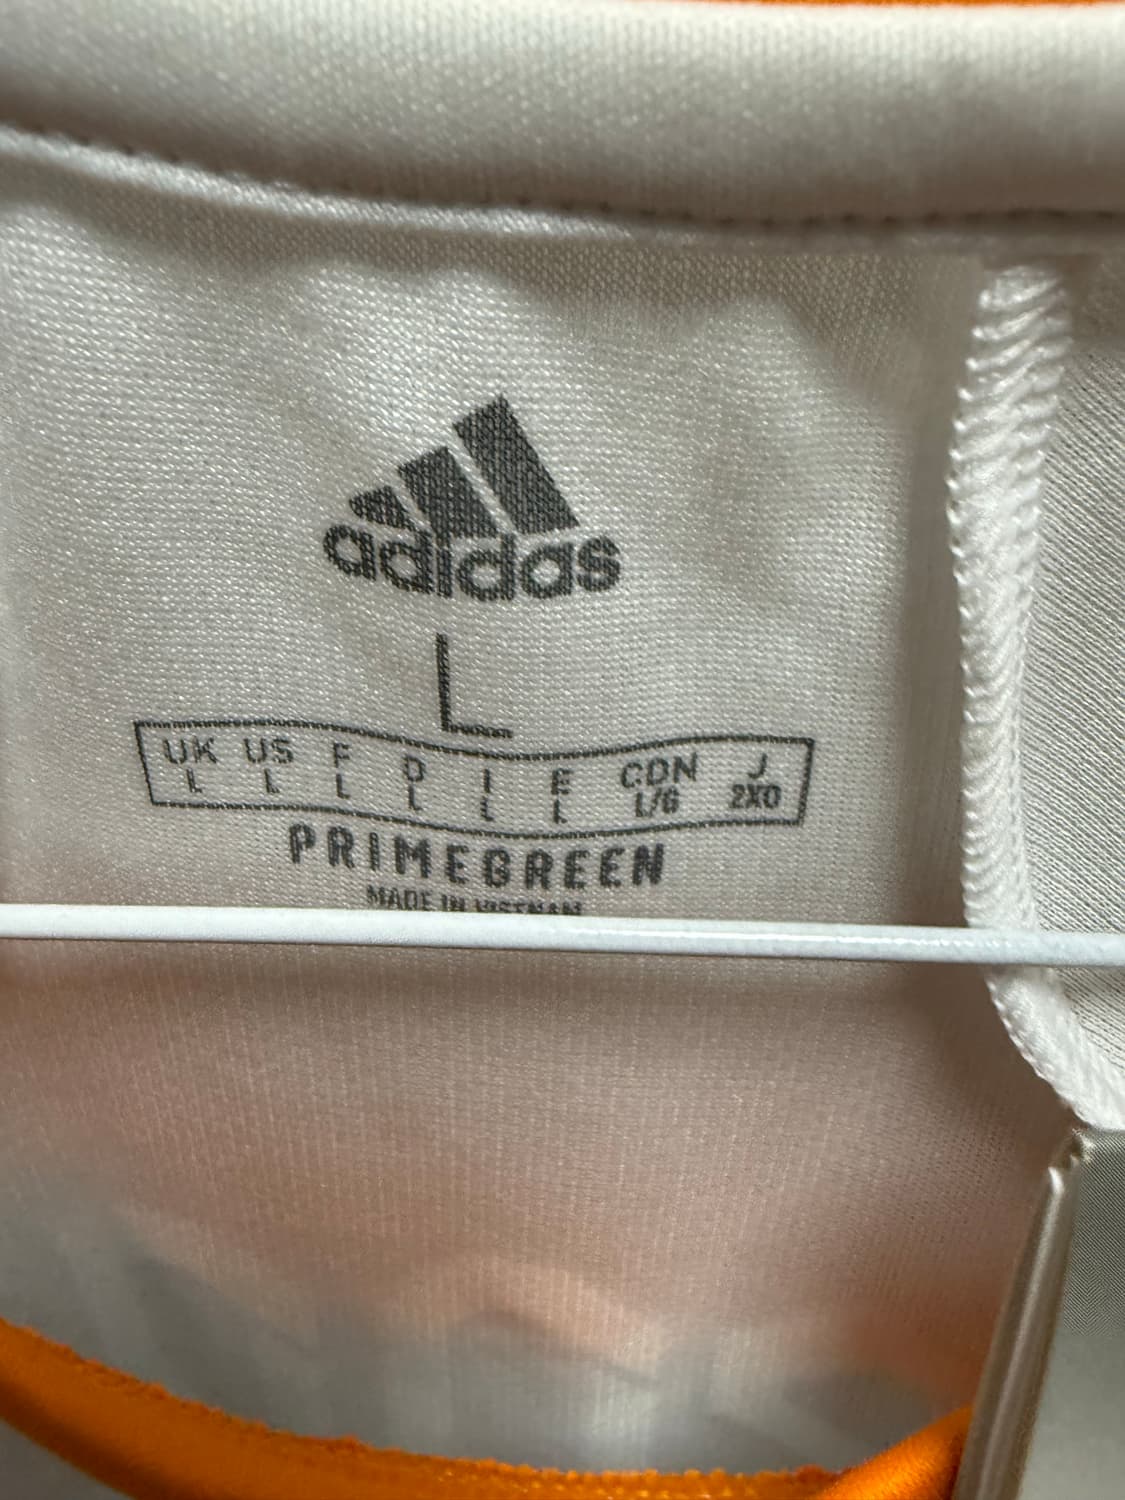 adidas
L
UK US F D I E CDN J
L L L L L L L/G 2XO
PRIMEGREEN
MADE IN VIETNAM